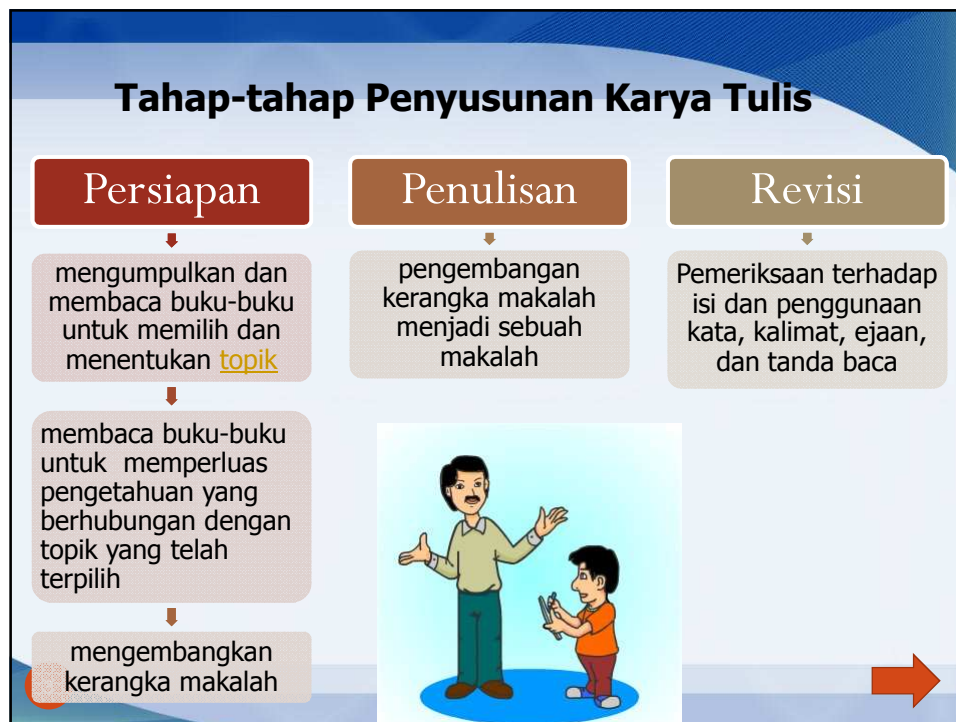 Tahap-tahap Penyusunan Karya Tulis
Persiapan
mengumpulkan dan
membaca buku-buku
untuk memilih dan
menentukan topik
membaca buku-buku
untuk memperluas
pengetahuan yang
berhubungan dengan
topik yang telah
terpilih
mengembangkan
kerangka makalah
Penulisan
pengembangan
kerangka makalah
menjadi sebuah
makalah
Revisi
Pemeriksaan terhadap
isi dan penggunaan
kata, kalimat, ejaan,
dan tanda baca